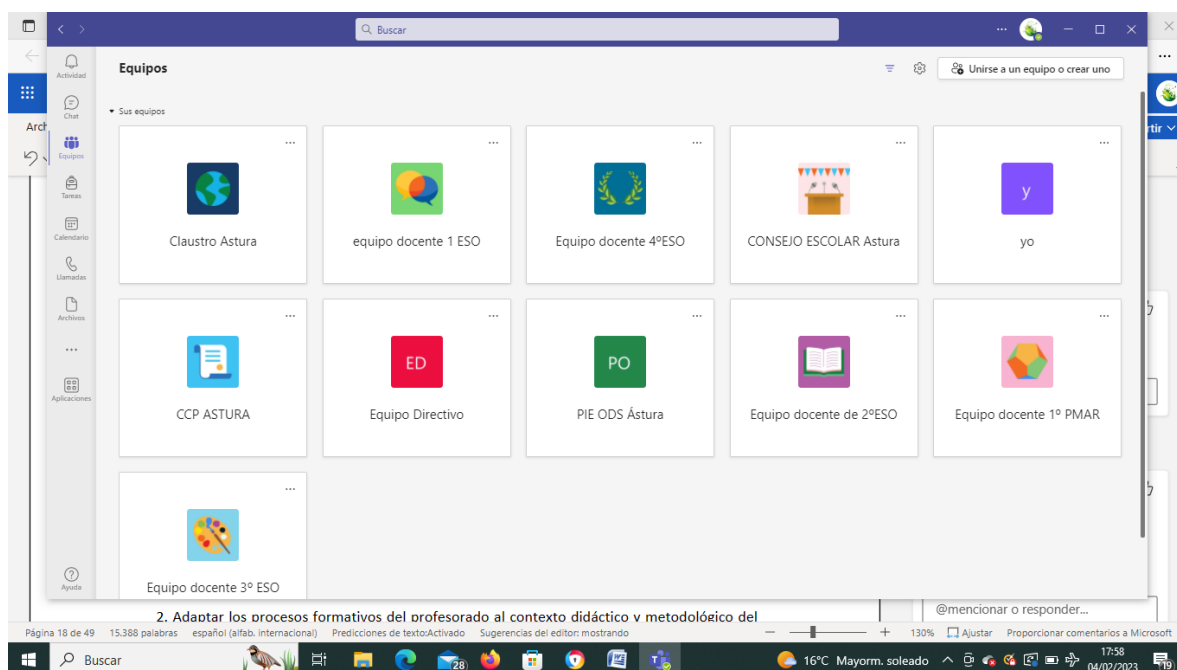 Buscar
Equipos
Unirse a un equipo o crear uno
Sus equipos
Actividad
Chat
Equipos
Tareas
Calendario
Llamadas
Archivos
Aplicaciones
Ayuda
Arch
rtir
Claustro Astura
equipo docente 1 ESO
Equipo docente 4ºESO
CONSEJO ESCOLAR Astura
y
yo
CCP ASTURA
ED
Equipo Directivo
PO
PIE ODS Ástura
Equipo docente de 2ºESO
Equipo docente 1º PMAR
Equipo docente 3º ESO
2. Adaptar los procesos formativos del profesorado al contexto didáctico y metodológico del
@mencionar o responder...
Página 18 de 49 15.388 palabras español (alfab. internacional) Predicciones de texto:Activado Sugerencias del editor: mostrando 130% Ajustar Proporcionar comentarios a Microsoft
Buscar 28 16°C Mayorm. soleado 17:58
04/02/2023 19